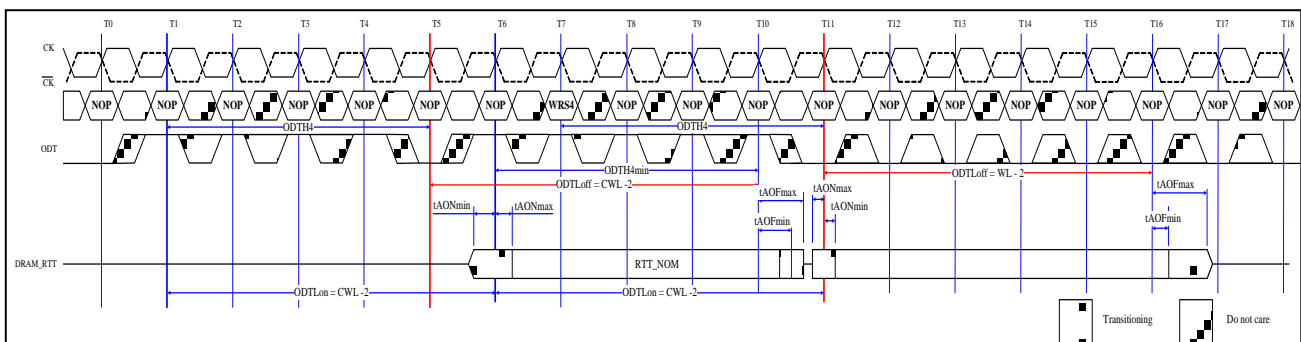 T0 T1 T2 T3 T4 T5 T6 T7 T8 T9 T10 T11 T12 T13 T14 T15 T16 T17 T18
CK
CK
NOP NOP NOP NOP NOP NOP NOP WRS4 NOP NOP NOP NOP NOP NOP NOP NOP NOP NOP NOP
ODTH4 ODTH4
ODT
ODTH4min
ODTLoff = CWL -2 ODTLoff = WL - 2
tAONmin tAONmax tAOFmax tAONmax tAOFmax
tAOFmin tAONmin tAOFmin
DRAM_RTT RTT_NOM
ODTLon = CWL -2 ODTLon = CWL -2
Transitioning Do not care